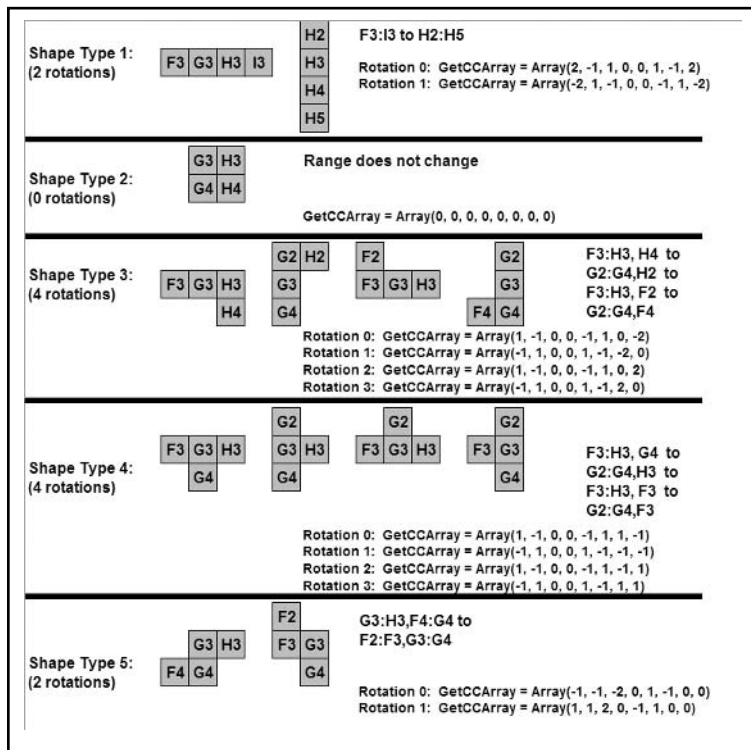 Shape Type 1:
(2 rotations)
F3 G3 H3 I3
H2
H3
H4
H5
F3:I3 to H2:H5
Rotation 0: GetCCArray = Array(2, -1, 1, 0, 0, 1, -1, 2)
Rotation 1: GetCCArray = Array(-2, 1, -1, 0, 0, -1, 1, -2)
Shape Type 2:
(0 rotations)
G3 H3
G4 H4
Range does not change
GetCCArray = Array(0, 0, 0, 0, 0, 0, 0, 0)
Shape Type 3:
(4 rotations)
F3 G3 H3
H4
G2 H2
G3
G4
F2
F3 G3 H3
G2
G3
F4 G4
F3:H3, H4 to
G2:G4,H2 to
F3:H3, F2 to
G2:G4,F4
Rotation 0: GetCCArray = Array(1, -1, 0, 0, -1, 1, 0, -2)
Rotation 1: GetCCArray = Array(-1, 1, 0, 0, 1, -1, -2, 0)
Rotation 2: GetCCArray = Array(1, -1, 0, 0, -1, 1, 0, 2)
Rotation 3: GetCCArray = Array(-1, 1, 0, 0, 1, -1, 2, 0)
Shape Type 4:
(4 rotations)
F3 G3 H3
G4
G2
G3 H3
G4
G2
F3 G3 H3
G2
F3 G3
G4
F3:H3, G4 to
G2:G4,H3 to
F3:H3, F3 to
G2:G4,F3
Rotation 0: GetCCArray = Array(1, -1, 0, 0, -1, 1, 1, -1)
Rotation 1: GetCCArray = Array(-1, 1, 0, 0, 1, -1, -1, -1)
Rotation 2: GetCCArray = Array(1, -1, 0, 0, -1, 1, -1, 1)
Rotation 3: GetCCArray = Array(-1, 1, 0, 0, 1, -1, 1, 1)
Shape Type 5:
(2 rotations)
G3 H3
F4 G4
F2
F3 G3
G4
G3:H3,F4:G4 to
F2:F3,G3:G4
Rotation 0: GetCCArray = Array(-1, -1, -2, 0, 1, -1, 0, 0)
Rotation 1: GetCCArray = Array(1, 1, 2, 0, -1, 1, 0, 0)